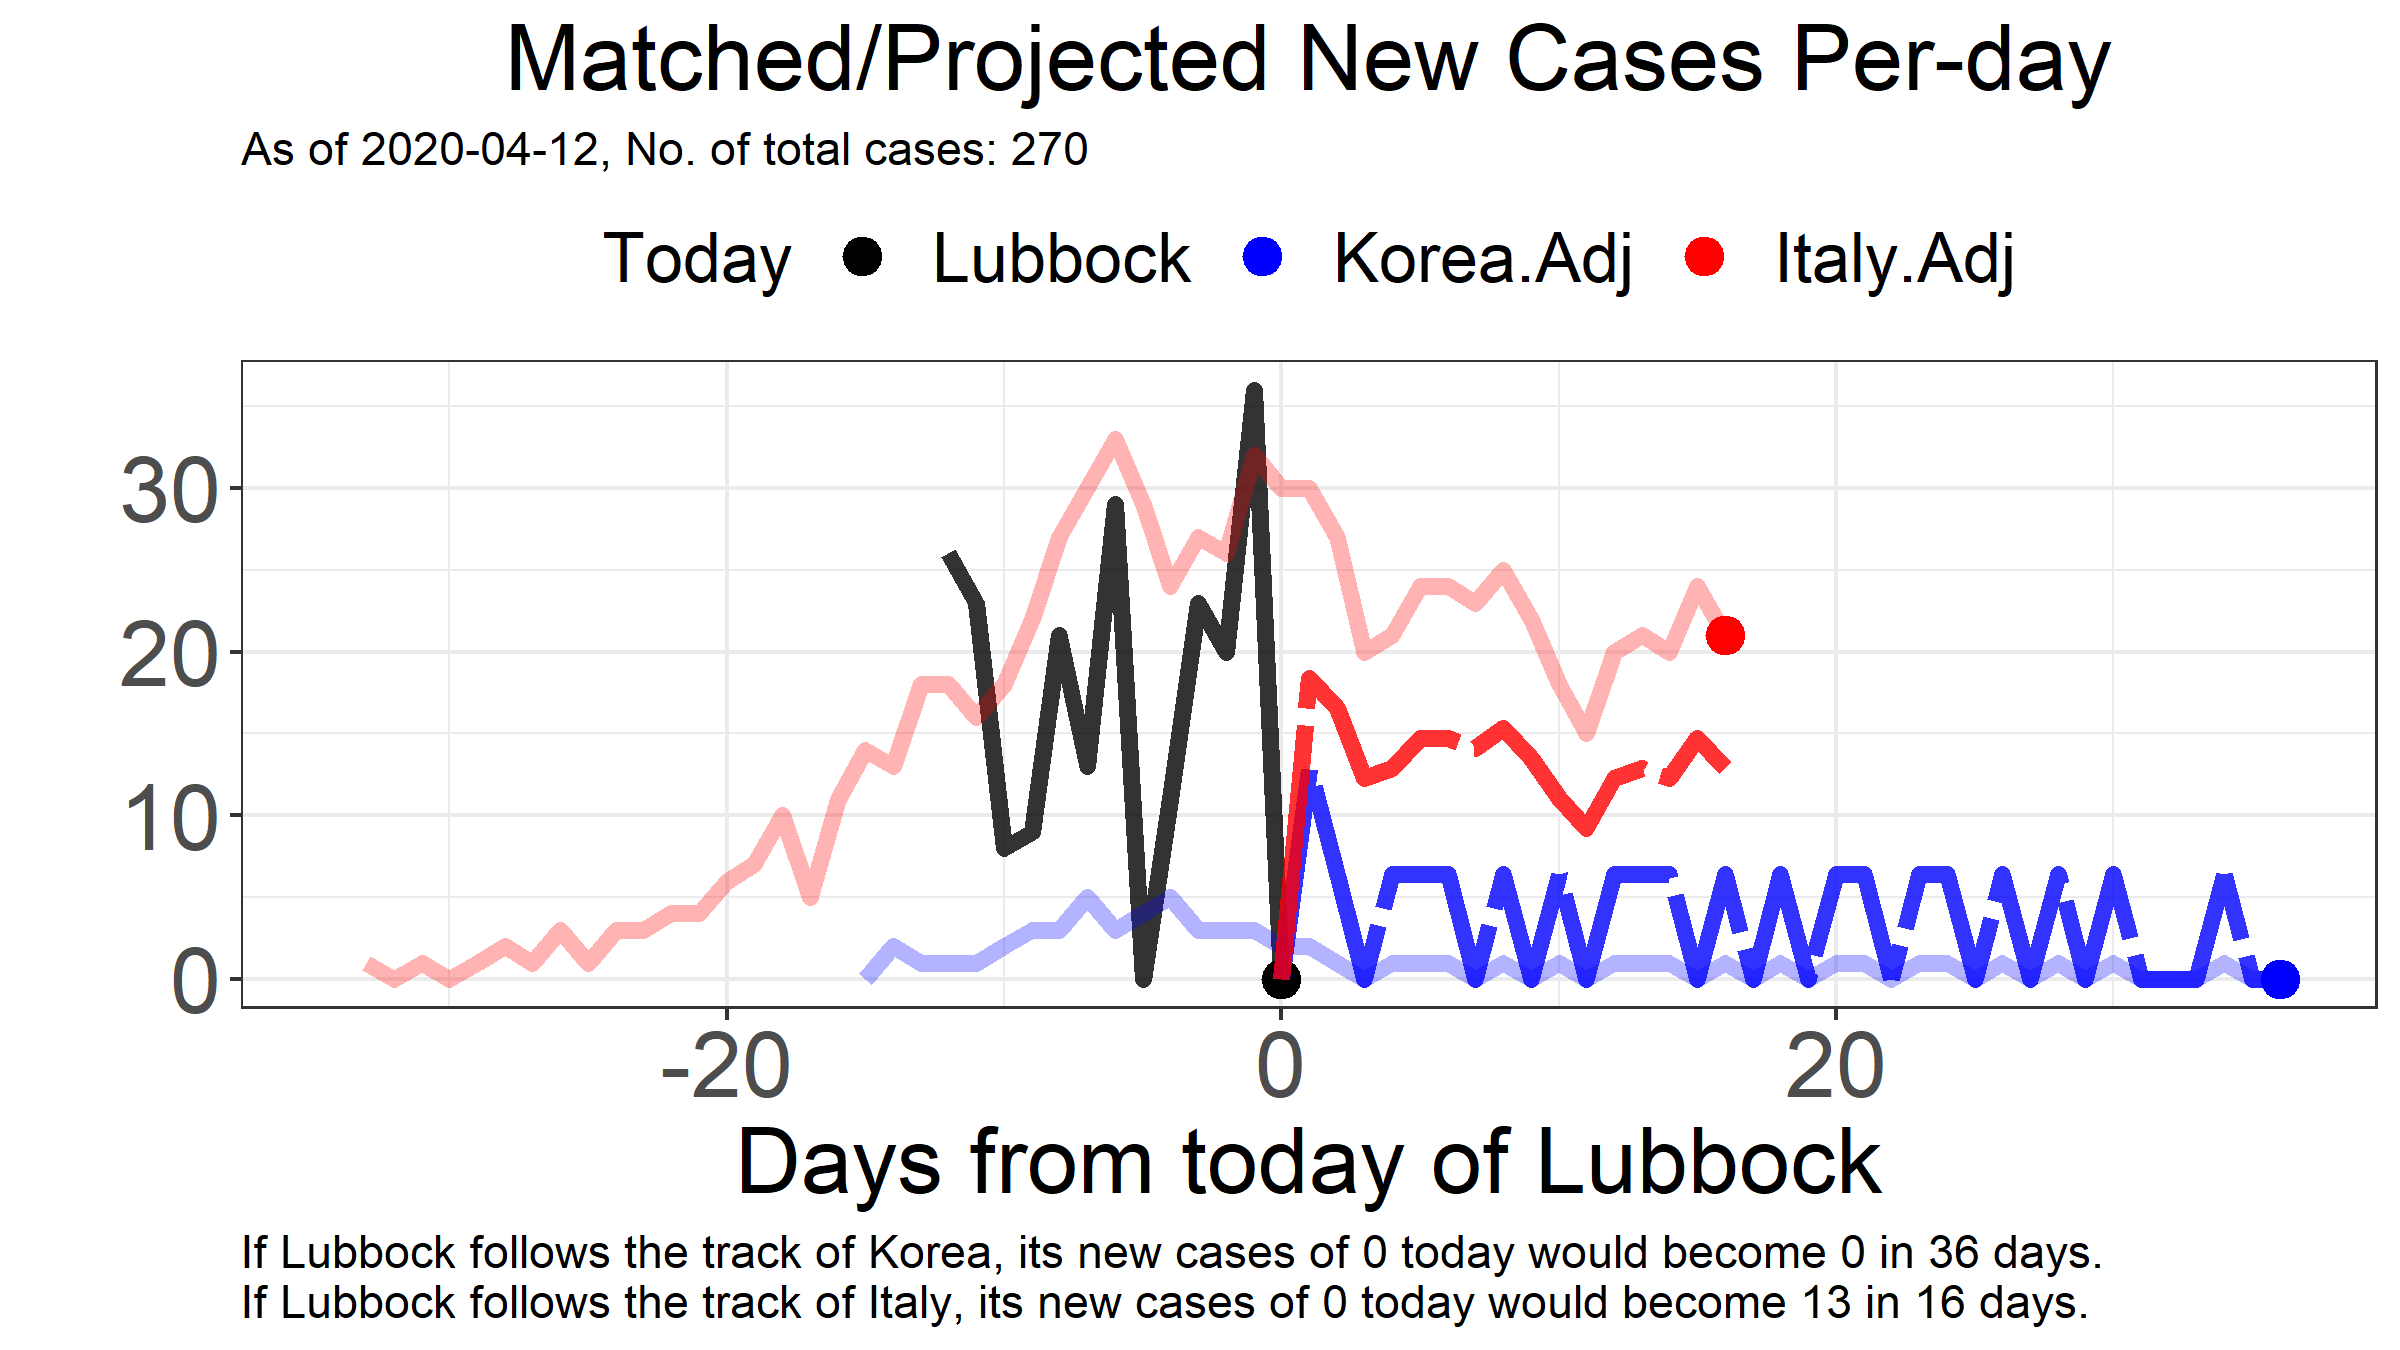 Matched/Projected New Cases Per-day
As of 2020-04-12, No. of total cases: 270
Today Lubbock Korea.Adj Italy.Adj
30
20
10
0
-20 0 20
Days from today of Lubbock
If Lubbock follows the track of Korea, its new cases of 0 today would become 0 in 36 days.
If Lubbock follows the track of Italy, its new cases of 0 today would become 13 in 16 days.